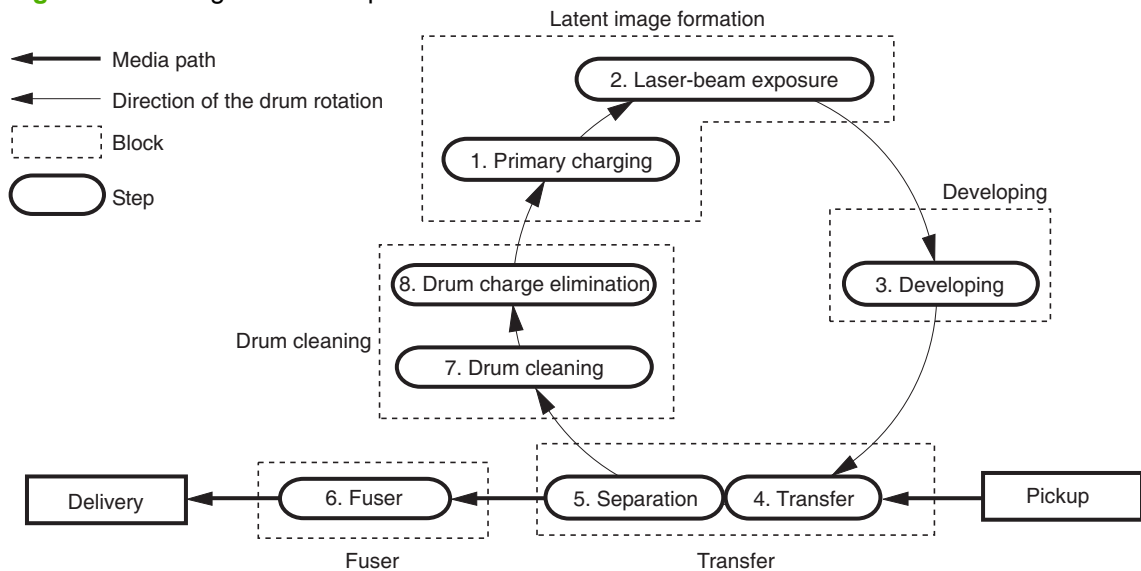 Latent image formation
Media path
Direction of the drum rotation
Block
Step
2. Laser-beam exposure
1. Primary charging
Developing
3. Developing
8. Drum charge elimination
Drum cleaning
7. Drum cleaning
Delivery
6. Fuser
5. Separation
4. Transfer
Pickup
Fuser
Transfer